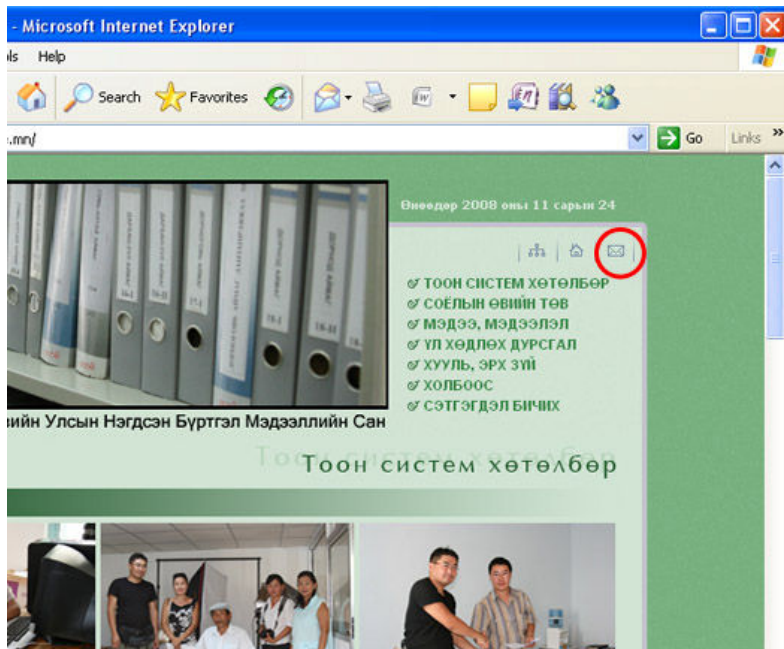 - Microsoft Internet Explorer
ls Help
Search Favorites
.mn/ Go Links »
Өнөөдөр 2008 оны 11 сарын 24
ТООН СИСТЕМ ХӨТӨЛБӨР
СОЁЛЫН ӨВИЙН ТӨВ
МЭДЭЭ, МЭДЭЭЛЭЛ
ҮЛ ХӨДЛӨХ ДУРСГАЛ
ХУУЛЬ, ЭРХ ЗҮЙ
ХОЛБООС
СЭТГЭГДЭЛ БИЧИХ
ийн Улсын Нэгдсэн Бүртгэл Мэдээллийн Сан
Тоон систем хөтөлбөр